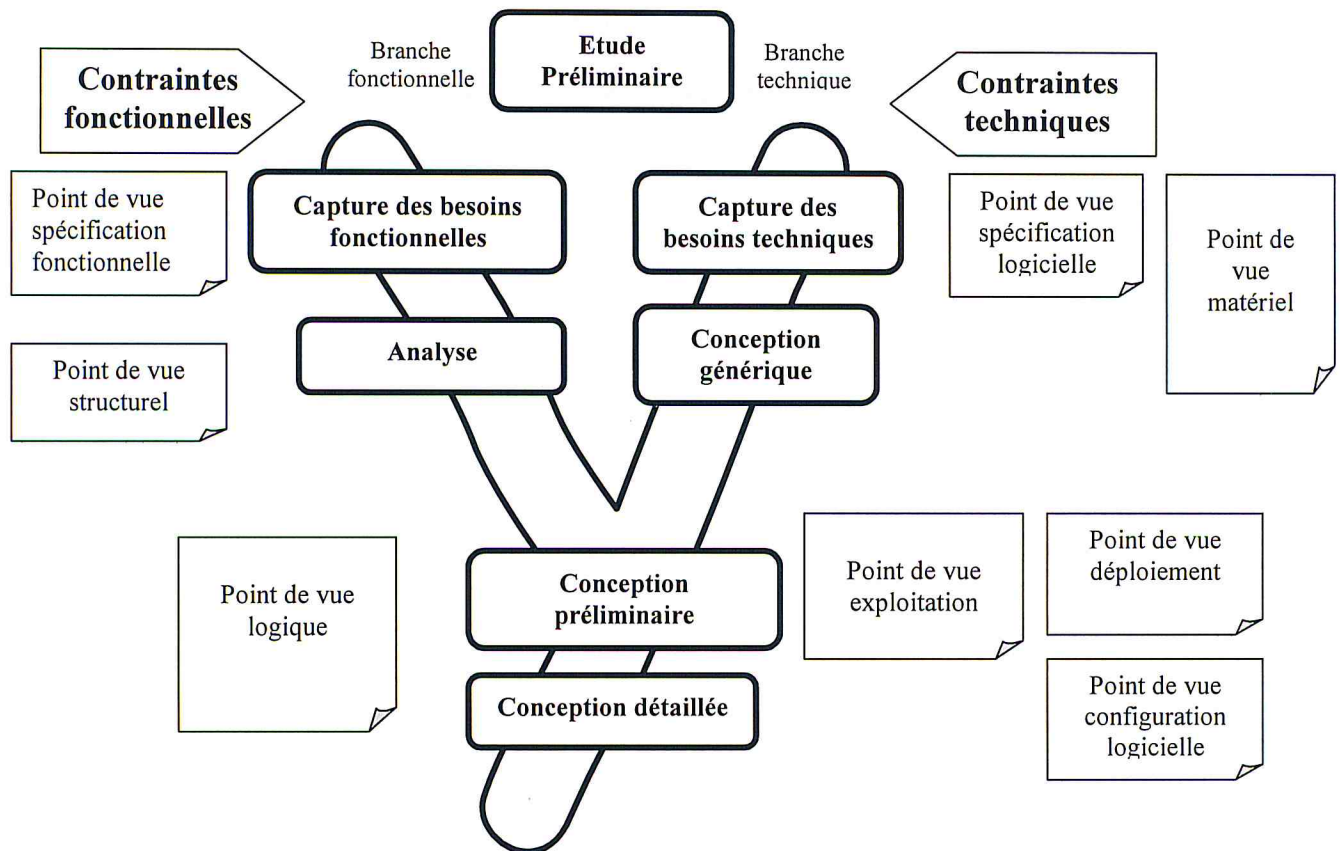 Etude
Préliminaire
Branche
fonctionnelle
Branche
technique
Contraintes
fonctionnelles
Contraintes
techniques
Point de vue
spécification
fonctionnelle
Capture des besoins
fonctionnelles
Capture des
besoins techniques
Point de vue
spécification
logicielle
Point de
vue
matériel
Point de vue
structurel
Analyse
Conception
générique
Point de vue
logique
Conception
préliminaire
Point de vue
exploitation
Point de vue
déploiement
Conception détaillée
Point de vue
configuration
logicielle